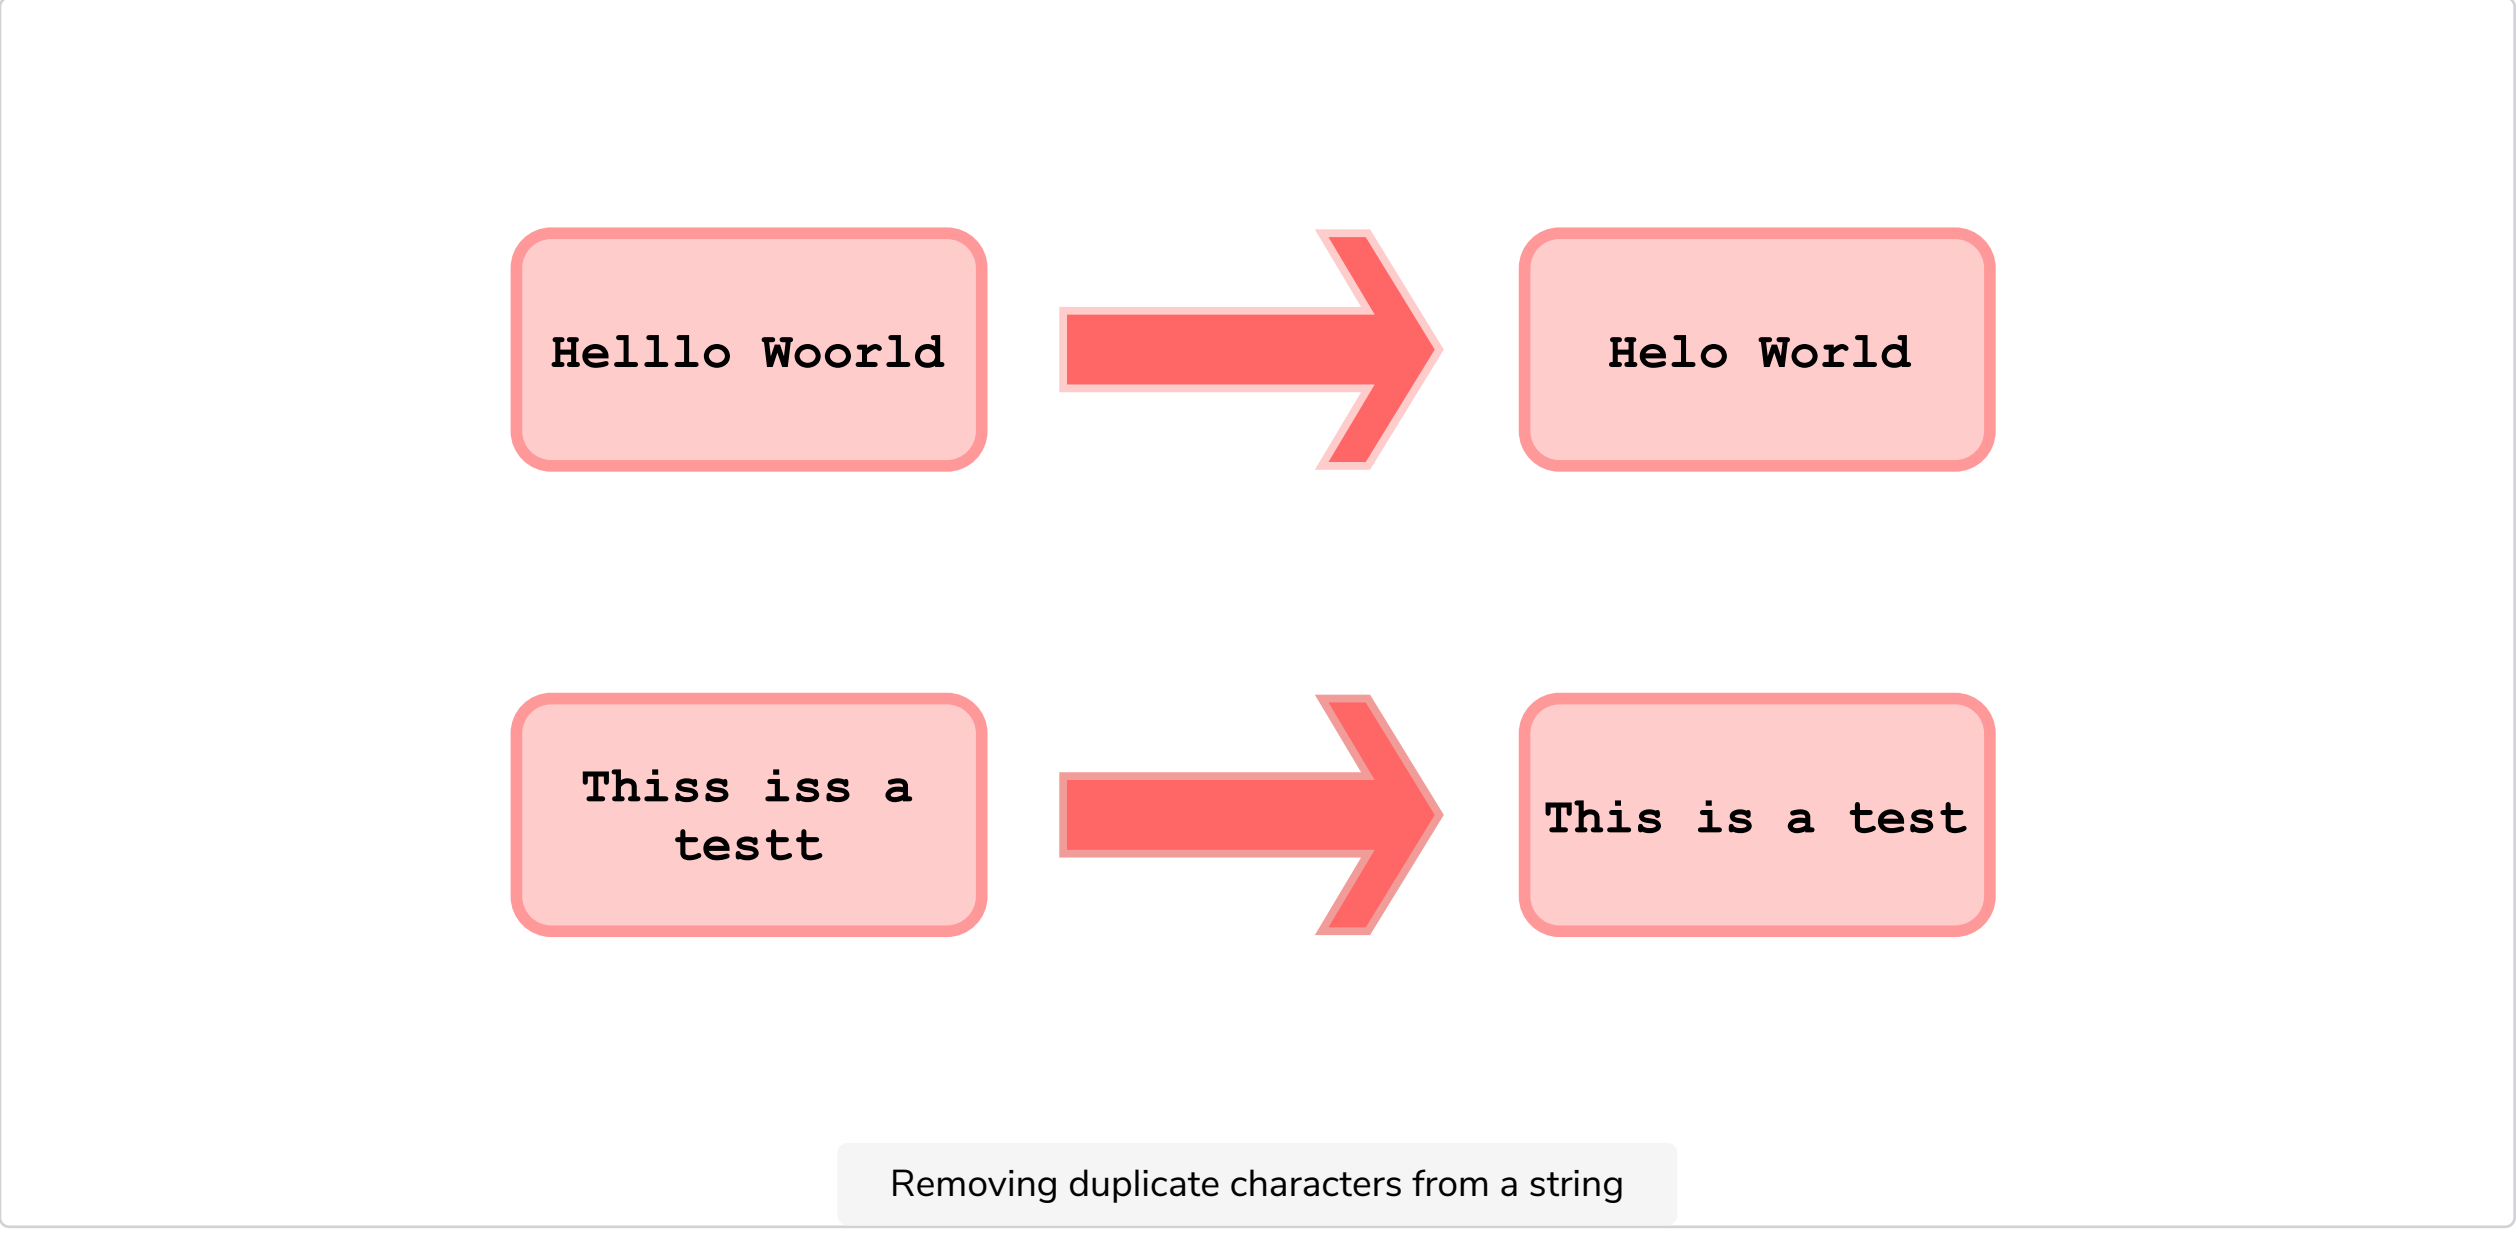 Helllo Woorld
Helo World
Thiss iss a
testt
This is a test
Removing duplicate characters from a string